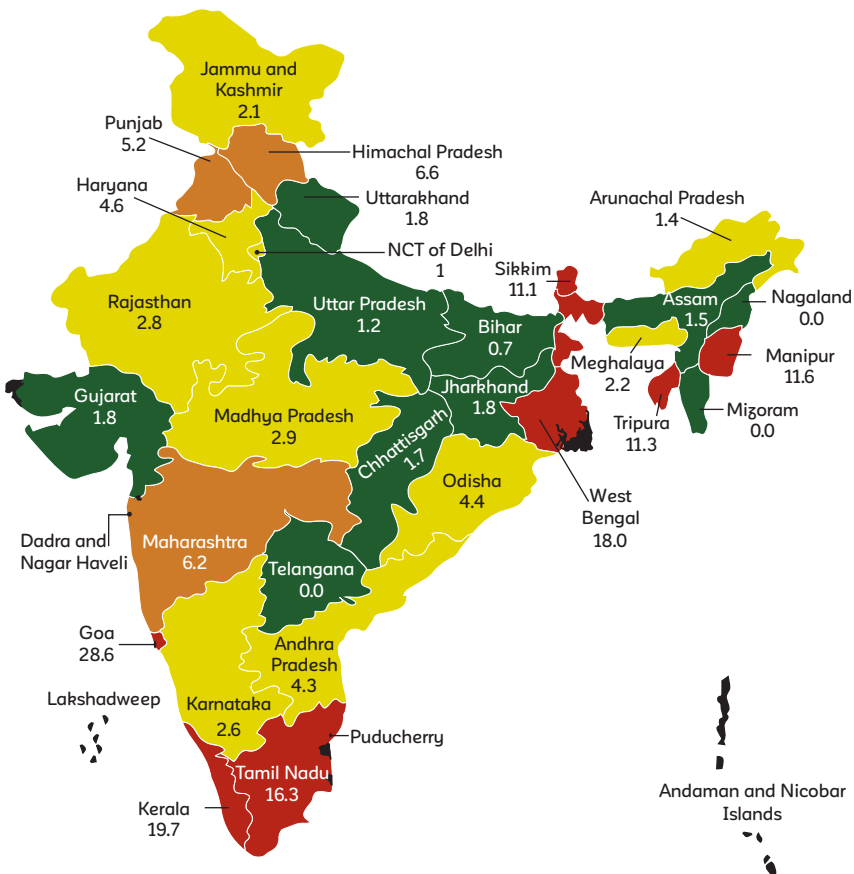 Jammu and
Kashmir
2.1
Punjab
5.2
Himachal Pradesh
6.6
Haryana
4.6
Uttarakhand
1.8
Arunachal Pradesh
1.4
NCT of Delhi
1
Sikkim
11.1
Rajasthan
2.8
Uttar Pradesh
1.2
Assam
1.5
Nagaland
0.0
Bihar
0.7
Meghalaya
2.2
Manipur
11.6
Gujarat
1.8
Jharkhand
1.8
Madhya Pradesh
2.9
Tripura
11.3
Mizoram
0.0
Chhattisgarh
1.7
Odisha
4.4
West
Bengal
18.0
Dadra and
Nagar Haveli
Maharashtra
6.2
Telangana
0.0
Goa
28.6
Andhra
Pradesh
4.3
Lakshadweep
Karnataka
2.6
Puducherry
Tamil Nadu
16.3
Kerala
19.7
Andaman and Nicobar
Islands